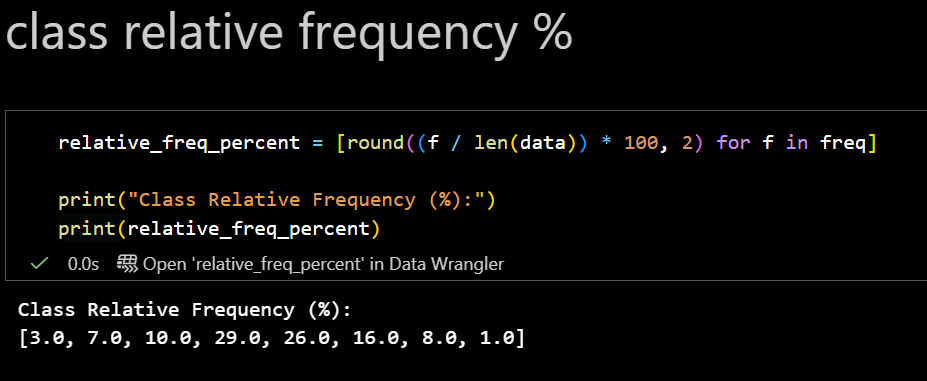 class relative frequency %
relative_freq_percent = [round((f / len(data)) * 100, 2) for f in freq]
print("Class Relative Frequency (%):")
print(relative_freq_percent)
0.0s Open 'relative_freq_percent' in Data Wrangler
Class Relative Frequency (%):
[3.0, 7.0, 10.0, 29.0, 26.0, 16.0, 8.0, 1.0]